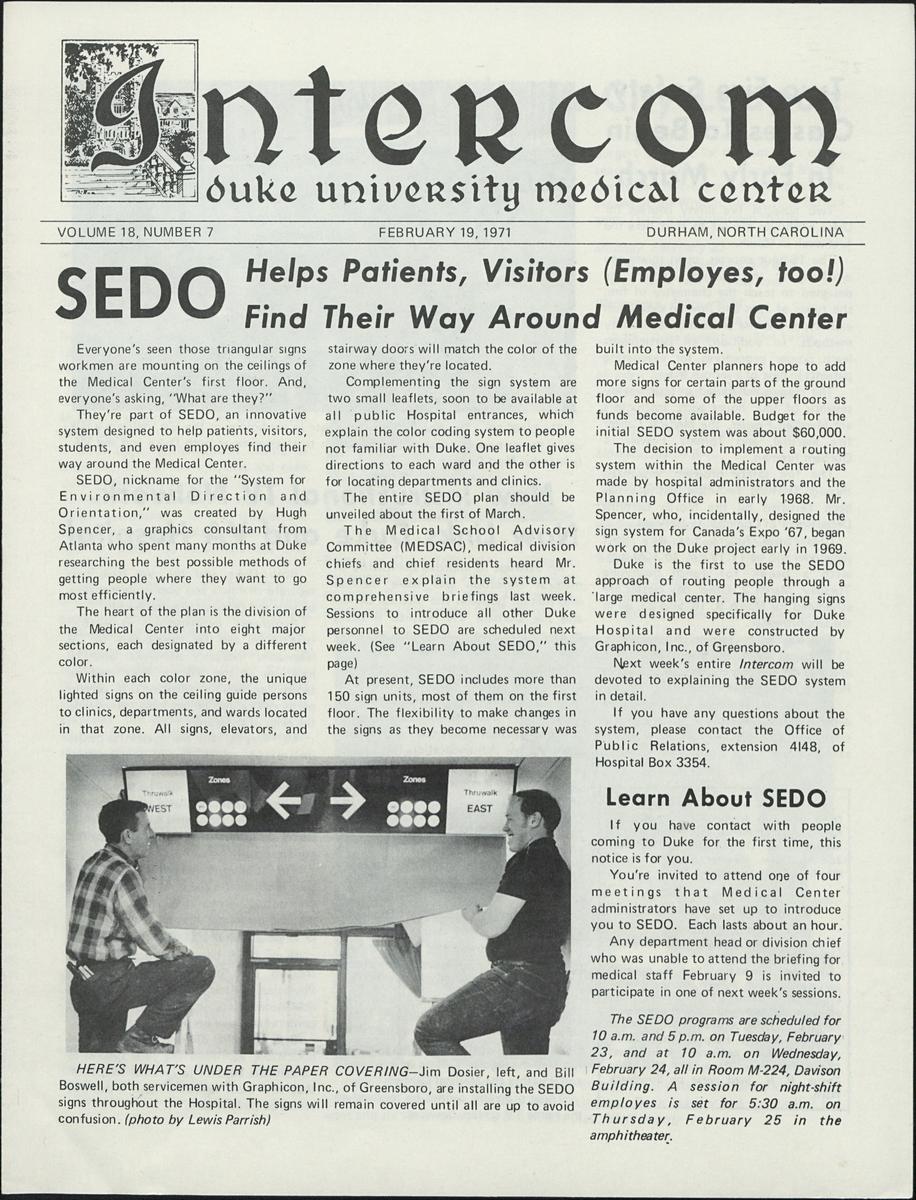 Intercom
duke university medical center
VOLUME 18, NUMBER 7 FEBRUARY 19, 1971 DURHAM, NORTH CAROLINA
SEDO Helps Patients, Visitors (Employes, too!)
Find Their Way Around Medical Center
Everyone's seen those triangular signs
workmen are mounting on the ceilings of
the Medical Center's first floor. And,
everyone's asking, "What are they?"
They're part of SEDO, an innovative
system designed to help patients, visitors,
students, and even employes find their
way around the Medical Center.
SEDO, nickname for the "System for
Environmental Direction and
Orientation," was created by Hugh
Spencer, a graphics consultant from
Atlanta who spent many months at Duke
researching the best possible methods of
getting people where they want to go
most efficiently.
The heart of the plan is the division of
the Medical Center into eight major
sections, each designated by a different
color.
Within each color zone, the unique
lighted signs on the ceiling guide persons
to clinics, departments, and wards located
in that zone. All signs, elevators, and
stairway doors will match the color of the
zone where they're located.
Complementing the sign system are
two small leaflets, soon to be available at
all public Hospital entrances, which
explain the color coding system to people
not familiar with Duke. One leaflet gives
directions to each ward and the other is
for locating departments and clinics.
The entire SEDO plan should be
unveiled about the first of March.
The Medical School Advisory
Committee (MEDSAC), medical division
chiefs and chief residents heard Mr.
Spencer explain the system at
comprehensive briefings last week.
Sessions to introduce all other Duke
personnel to SEDO are scheduled next
week. (See "Learn About SEDO," this
page)
At present, SEDO includes more than
150 sign units, most of them on the first
floor. The flexibility to make changes in
the signs as they become necessary was
built into the system.
Medical Center planners hope to add
more signs for certain parts of the ground
floor and some of the upper floors as
funds become available. Budget for the
initial SEDO system was about $60,000.
The decision to implement a routing
system within the Medical Center was
made by hospital administrators and the
Planning Office in early 1968. Mr.
Spencer, who, incidentally, designed the
sign system for Canada's Expo '67, began
work on the Duke project early in 1969.
Duke is the first to use the SEDO
approach of routing people through a
large medical center. The hanging signs
were designed specifically for Duke
Hospital and were constructed by
Graphicon, Inc., of Greensboro.
Next week's entire Intercom will be
devoted to explaining the SEDO system
in detail.
If you have any questions about the
system, please contact the Office of
Public Relations, extension 4148, of
Hospital Box 3354.
Thruwalk
WEST
Zones
Zones
Thruwalk
EAST
HERE'S WHAT'S UNDER THE PAPER COVERING—Jim Dosier, left, and Bill
Boswell, both servicemen with Graphicon, Inc., of Greensboro, are installing the SEDO
signs throughout the Hospital. The signs will remain covered until all are up to avoid
confusion. (photo by Lewis Parrish)
Learn About SEDO
If you have contact with people
coming to Duke for the first time, this
notice is for you.
You're invited to attend one of four
meetings that Medical Center
administrators have set up to introduce
you to SEDO. Each lasts about an hour.
Any department head or division chief
who was unable to attend the briefing for
medical staff February 9 is invited to
participate in one of next week's sessions.
The SEDO programs are scheduled for
10 a.m. and 5 p.m. on Tuesday, February
23, and at 10 a.m. on Wednesday,
February 24, all in Room M-224, Davison
Building. A session for night-shift
employes is set for 5:30 a.m. on
Thursday, February 25 in the
amphitheater.